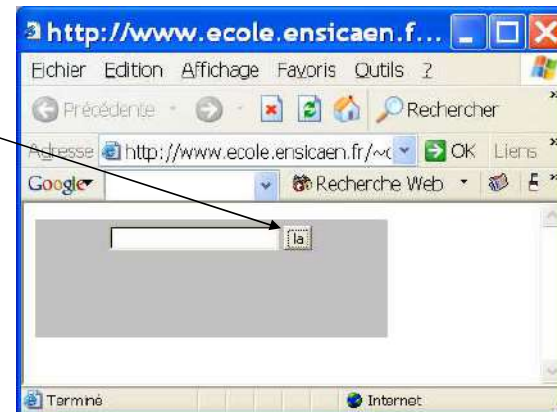 http://www.ecole.ensicaen.f...
Fichier Edition Affichage Favoris Outils ?
Précédente Rechercher
Adresse http://www.ecole.ensicaen.fr/~c OK Liens
Google Recherche Web
la
Terminé Internet